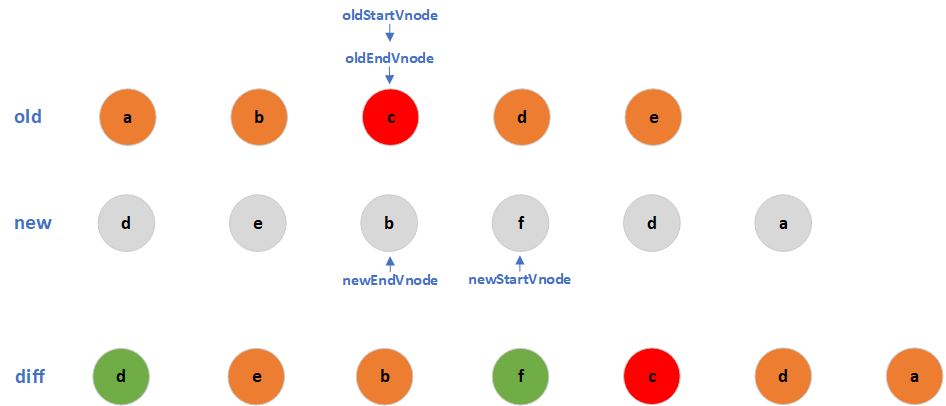 oldStartVnode
oldEndVnode
old a b c d e
new d e b f d a
newEndVnode newStartVnode
diff d e b f c d a